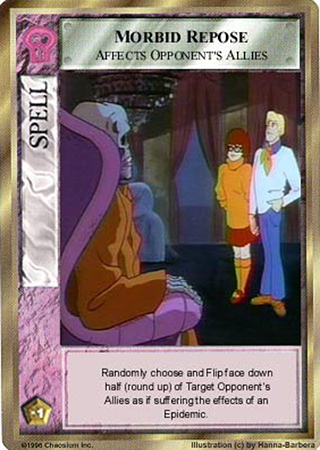 MORBID REPOSE
AFFECTS OPPONENT'S ALLIES
SPELL
Randomly choose and Flip face down
half (round up) of Target Opponent's
Allies as if suffering the effects of an
Epidemic.
-1
©1996 Chaosium Inc.
Illustration (c) by Hanna-Barbera